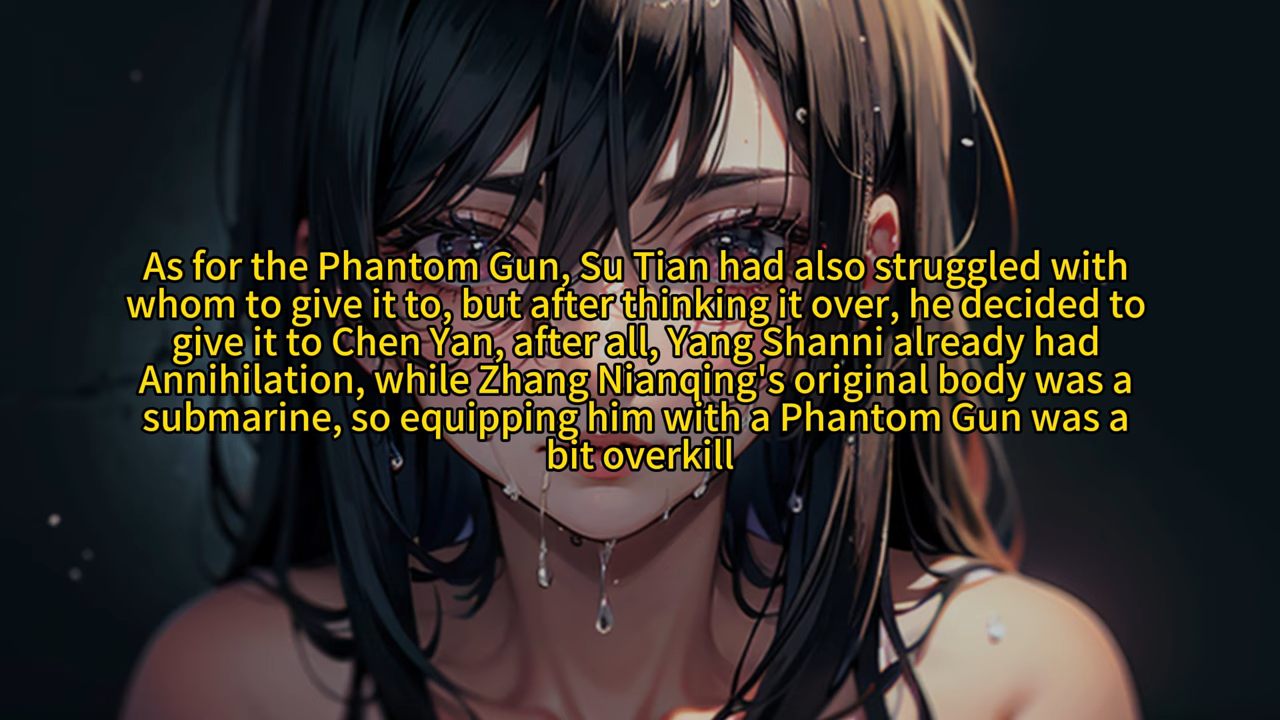 As for the Phantom Gun, Su Tian had also struggled with
whom to give it to, but after thinking it over, he decided to
give it to Chen Yan, after all, Yang Shanni already had
Annihilation, while Zhang Nianqing's original body was a
submarine, so equipping him with a Phantom Gun was a
bit overkill